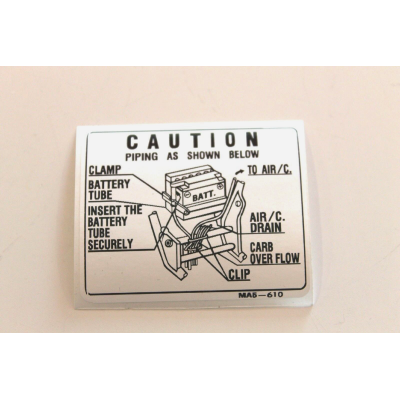 CAUTION
PIPING AS SHOWN BELOW
CLAMP
TO AIR/C.
BATTERY
TUBE
BATT.
INSERT THE
BATTERY
TUBE
SECURELY
AIR/C.
DRAIN
CARB
OVER FLOW
CLIP
MA5-610